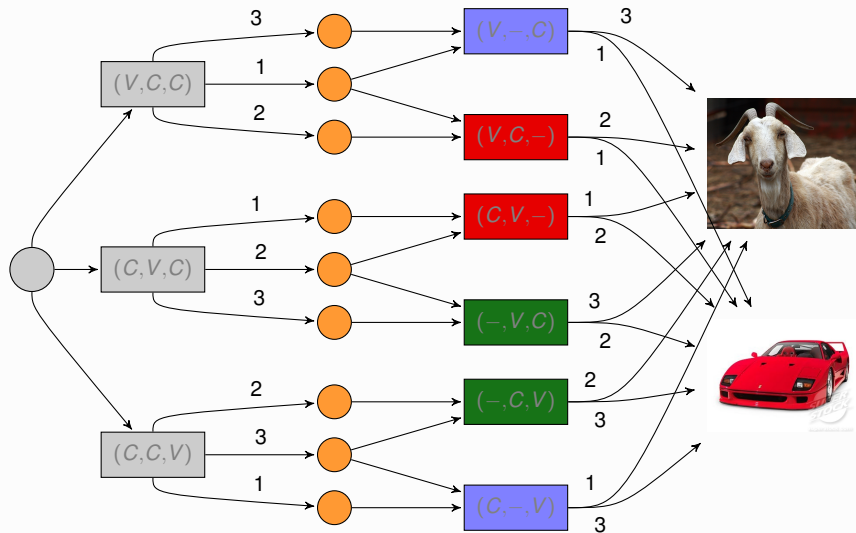 3
1
2
(V,C,C)
(V,−,C)
3
1
(V,C,−)
2
1
1
2
3
(C,V,C)
(C,V,−)
1
2
(−,V,C)
3
2
2
3
1
(C,C,V)
(−,C,V)
2
3
(C,−,V)
1
3